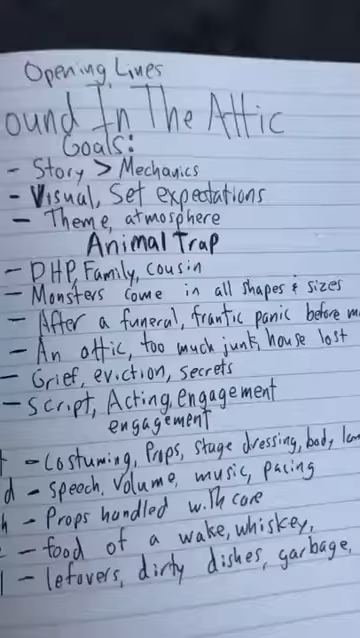 Opening Lines
ound In The Attic
Goals:
- Story > Mechanics
- Visual, Set expectations
- Theme, atmosphere
Animal Trap
- DHP, Family, cousin
- Monsters come in all shapes & sizes
- After a funeral, frantic panic before m
- An attic, too much junk, house lost
- Grief, eviction, secrets
- Script, Acting, engagement
engagement
t - Costuming, Props, Stage dressing, body, lan
d - speech, volume, music, pacing
h - Props handled with care
- food of a wake, whiskey,
l - leftovers, dirty dishes, garbage,